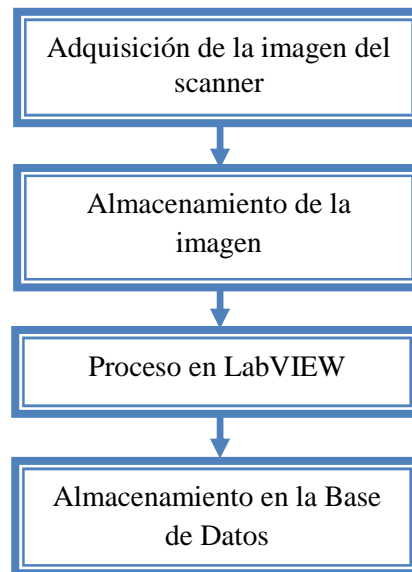 Adquisición de la imagen del
scanner
Almacenamiento de la
imagen
Proceso en LabVIEW
Almacenamiento en la Base
de Datos